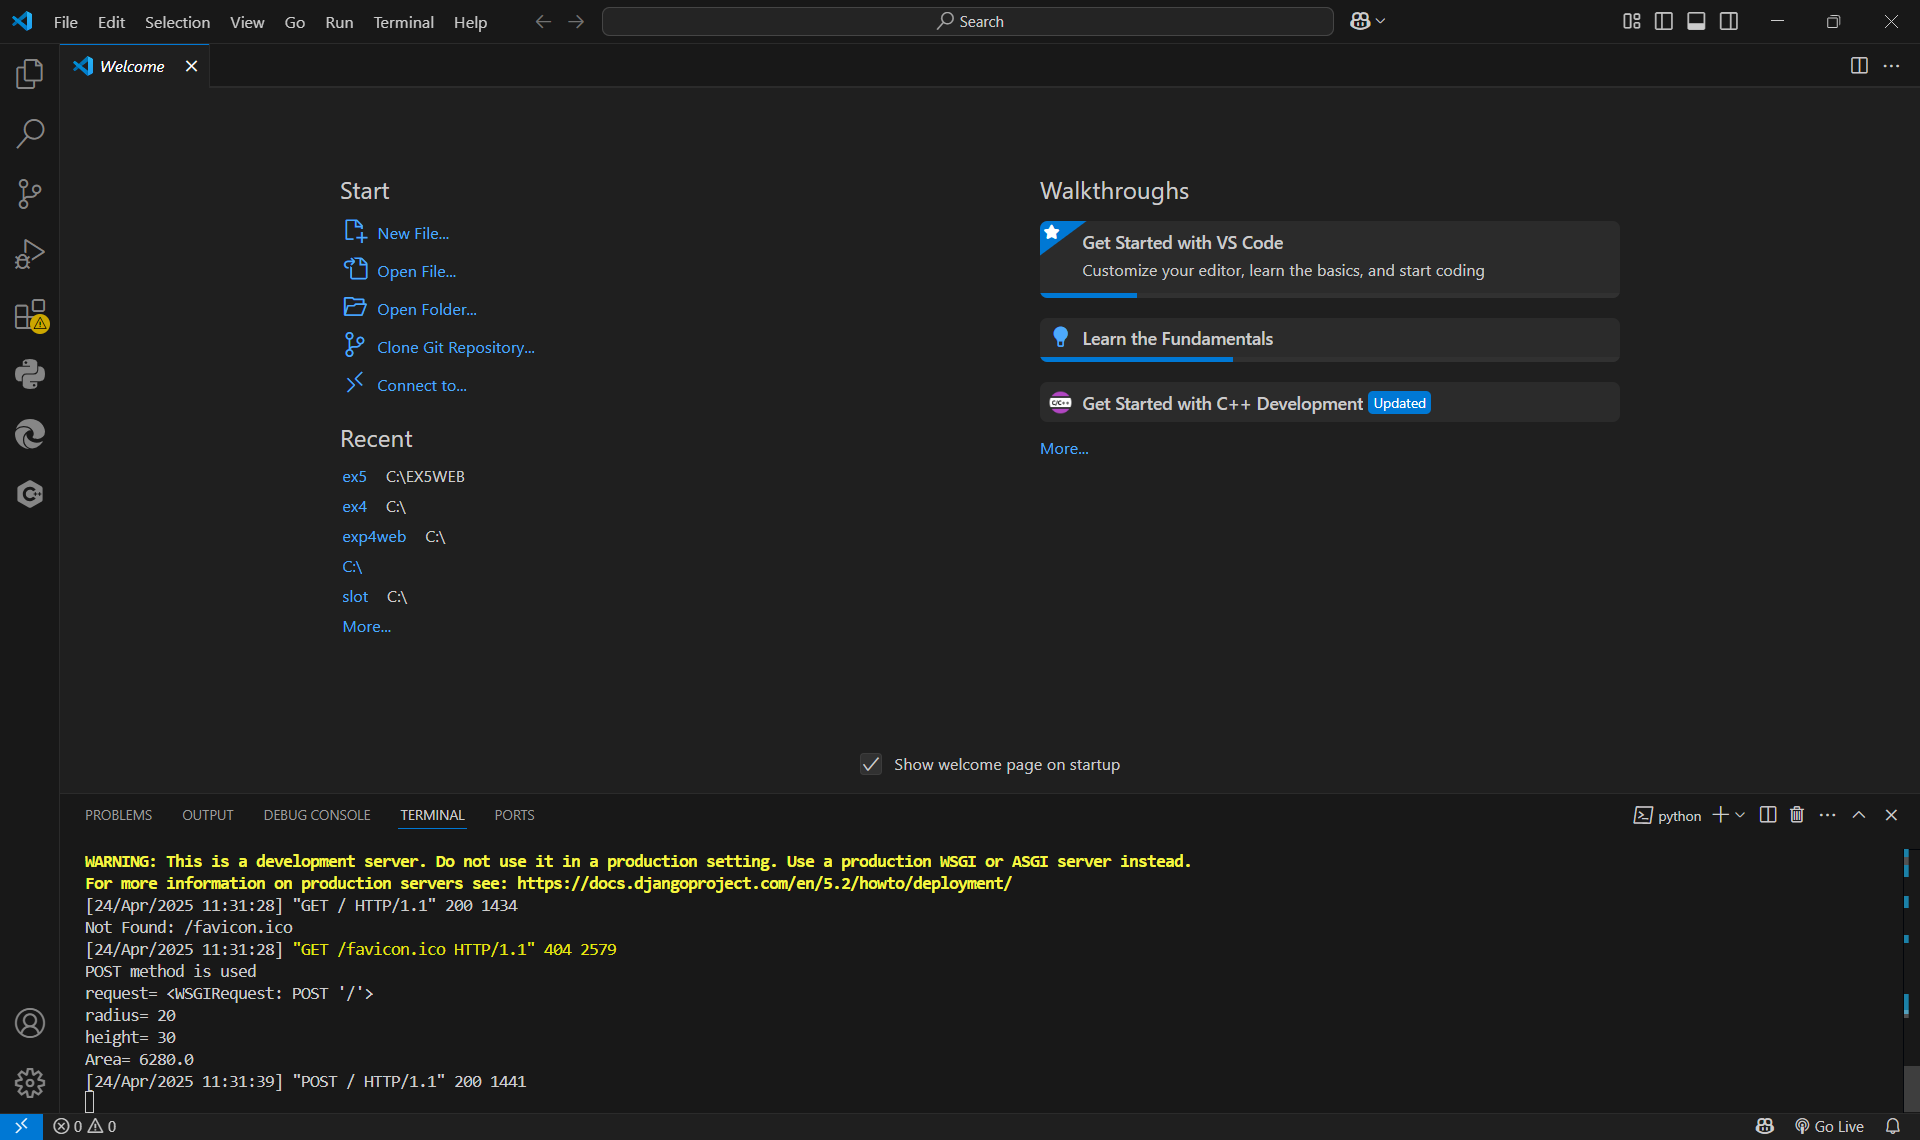 File Edit Selection View Go Run Terminal Help
Search
Welcome
Start
New File...
Open File...
Open Folder...
Clone Git Repository...
Connect to...
Recent
ex5 C:\EX5WEB
ex4 C:\
exp4web C:\
C:\
slot C:\
More...
Walkthroughs
Get Started with VS Code
Customize your editor, learn the basics, and start coding
Learn the Fundamentals
C/C++ Get Started with C++ Development Updated
More...
Show welcome page on startup
PROBLEMS OUTPUT DEBUG CONSOLE TERMINAL PORTS
python
WARNING: This is a development server. Do not use it in a production setting. Use a production WSGI or ASGI server instead.
For more information on production servers see: https://docs.djangoproject.com/en/5.2/howto/deployment/
[24/Apr/2025 11:31:28] "GET / HTTP/1.1" 200 1434
Not Found: /favicon.ico
[24/Apr/2025 11:31:28] "GET /favicon.ico HTTP/1.1" 404 2579
POST method is used
request= <WSGIRequest: POST '/'>
radius= 20
height= 30
Area= 6280.0
[24/Apr/2025 11:31:39] "POST / HTTP/1.1" 200 1441
0 0
Go Live